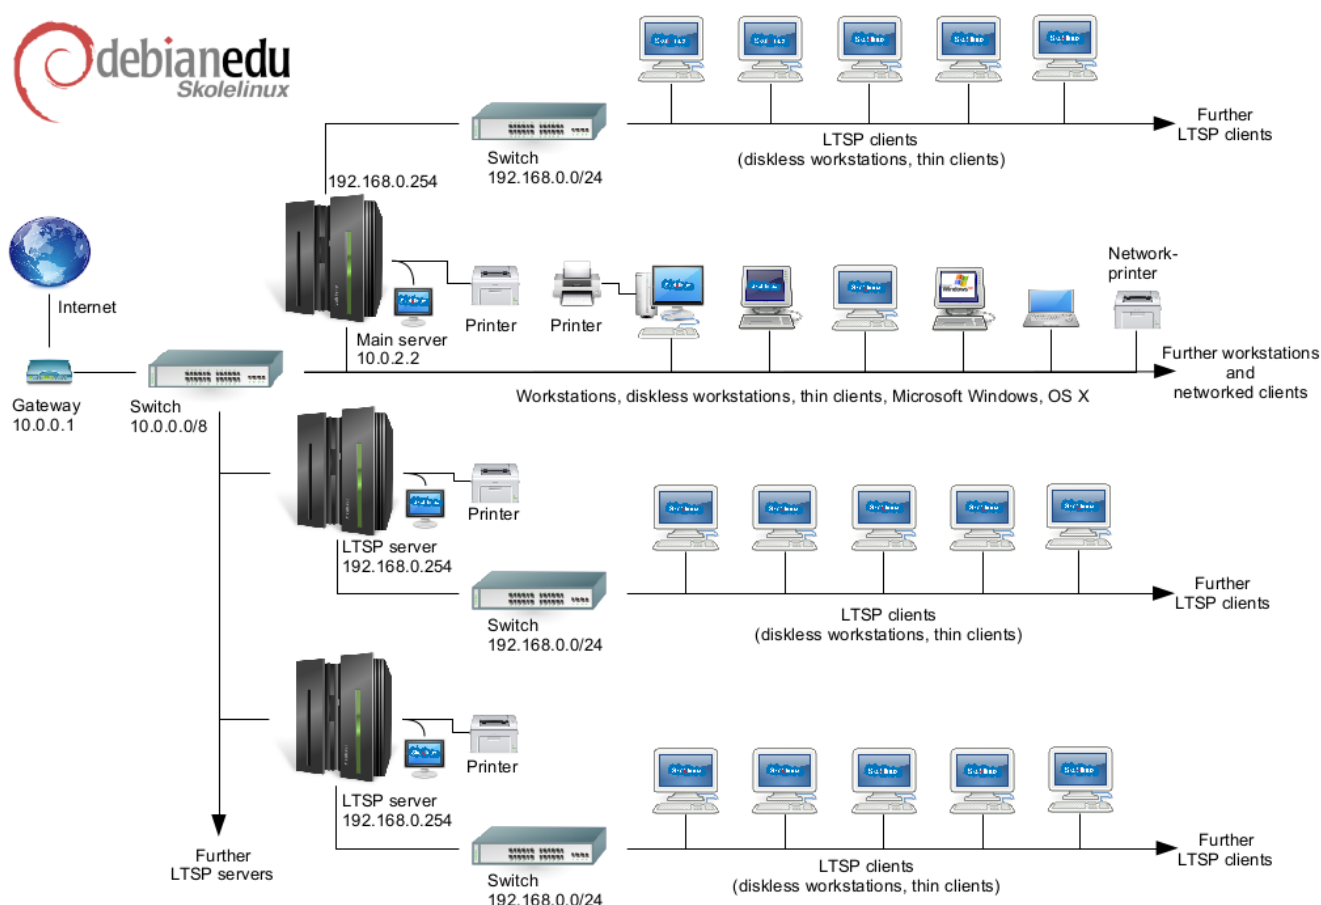 debianedu
Skolelinux
Further
LTSP clients
LTSP clients
(diskless workstations, thin clients)
Switch
192.168.0.0/24
192.168.0.254
Internet
Printer
Printer
Network-
printer
Windows
Main server
10.0.2.2
Further workstations
and
networked clients
Workstations, diskless workstations, thin clients, Microsoft Windows, OS X
Gateway
10.0.0.1
Switch
10.0.0.0/8
Printer
LTSP server
192.168.0.254
Switch
192.168.0.0/24
LTSP clients
(diskless workstations, thin clients)
Further
LTSP clients
Printer
LTSP server
192.168.0.254
Switch
192.168.0.0/24
LTSP clients
(diskless workstations, thin clients)
Further
LTSP clients
Further
LTSP servers